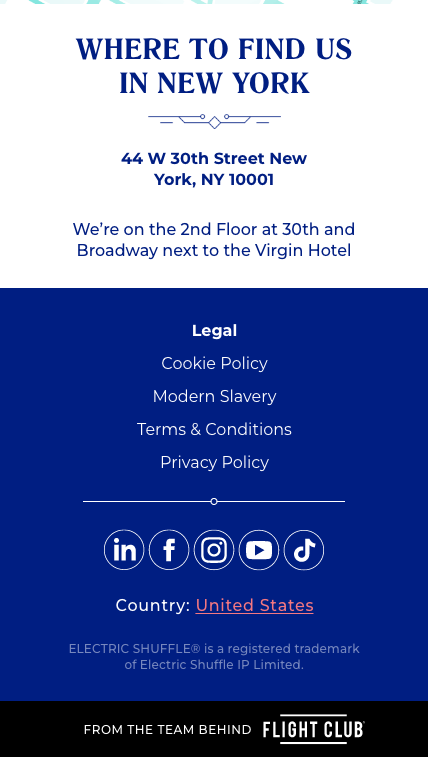 WHERE TO FIND US
IN NEW YORK
44 W 30th Street New
York, NY 10001
We’re on the 2nd Floor at 30th and
Broadway next to the Virgin Hotel
Legal
Cookie Policy
Modern Slavery
Terms & Conditions
Privacy Policy
Country: United States
ELECTRIC SHUFFLE® is a registered trademark
of Electric Shuffle IP Limited.
FROM THE TEAM BEHIND FLIGHT CLUB